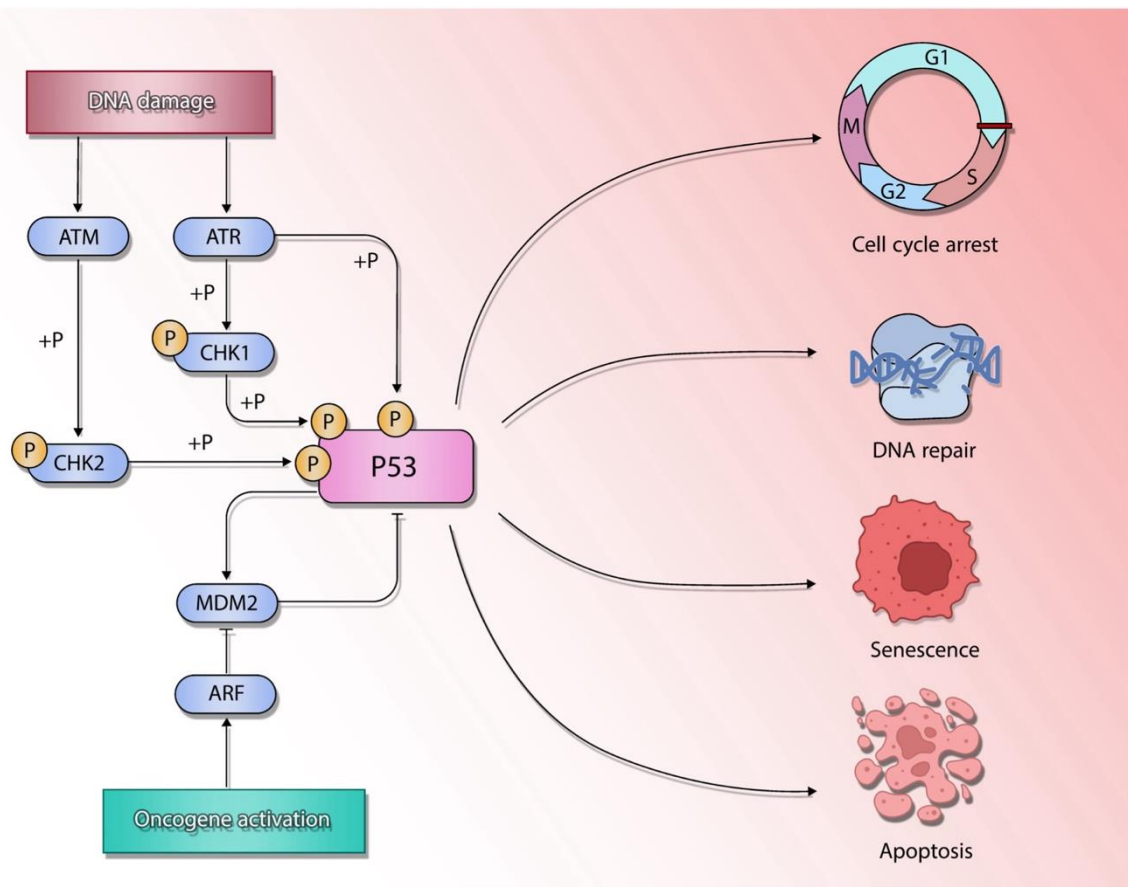 DNA damage
G1
M
S
G2
Cell cycle arrest
ATM
ATR
+P
+P
+P
P
CHK1
+P
P
P
P
CHK2
+P
P
P53
DNA repair
MDM2
Senescence
ARF
Oncogene activation
Apoptosis